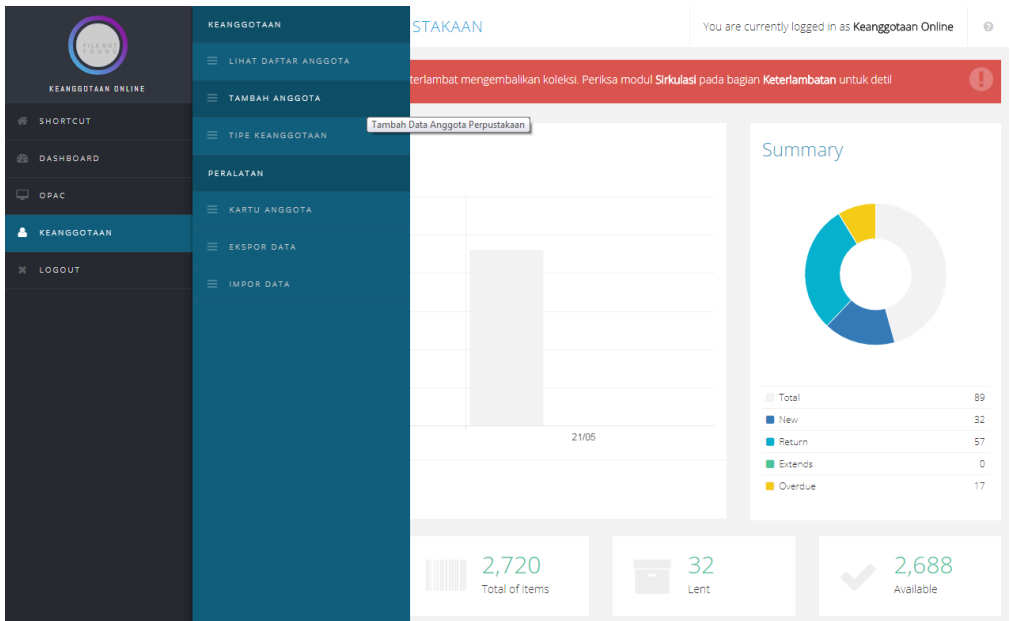 FILE NOT
FOUND
KEANGGOTAAN ONLINE
SHORTCUT
DASHBOARD
OPAC
KEANGGOTAAN
LOGOUT
KEANGGOTAAN
LIHAT DAFTAR ANGGOTA
TAMBAH ANGGOTA
TIPE KEANGGOTAAN
PERALATAN
KARTU ANGGOTA
EKSPOR DATA
IMPOR DATA
Tambah Data Anggota Perpustakaan
STAKAAN
You are currently logged in as Keanggotaan Online
terlambat mengembalikan koleksi. Periksa modul Sirkulasi pada bagian Keterlambatan untuk detil
21/05
Summary
Total 89
New 32
Return 57
Extends 0
Overdue 17
2,720
Total of Items
32
Lent
2,688
Available